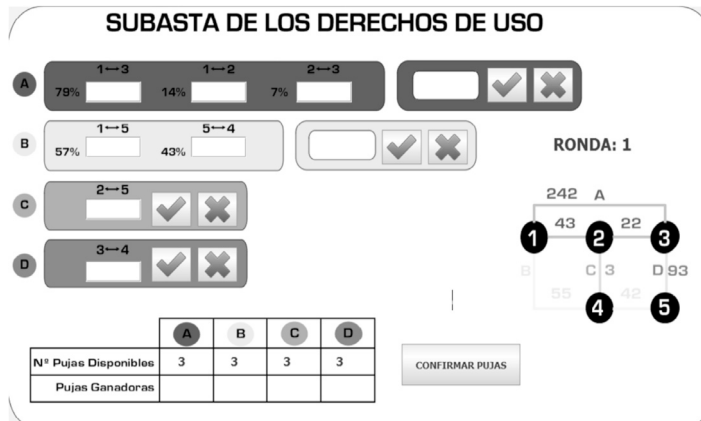 SUBASTA DE LOS DERECHOS DE USO
A
1↔3 1↔2 2↔3
79% 14% 7%
B
1↔5 5↔4
57% 43%
RONDA: 1
C
2↔5
D
3↔4
242 A
43 22
1 2 3
B C 3 D 93
55 42
4 5
A B C D
Nº Pujas Disponibles 3 3 3 3
Pujas Ganadoras
CONFIRMAR PUJAS